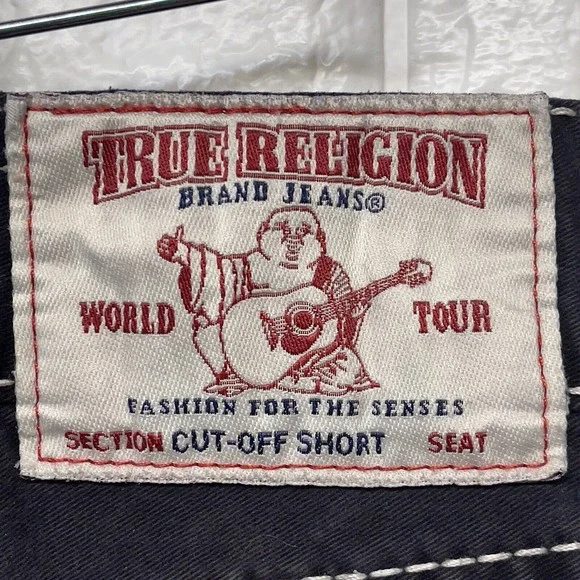 TRUE RELIGION
BRAND JEANS®
WORLD TOUR
FASHION FOR THE SENSES
SECTION CUT-OFF SHORT SEAT